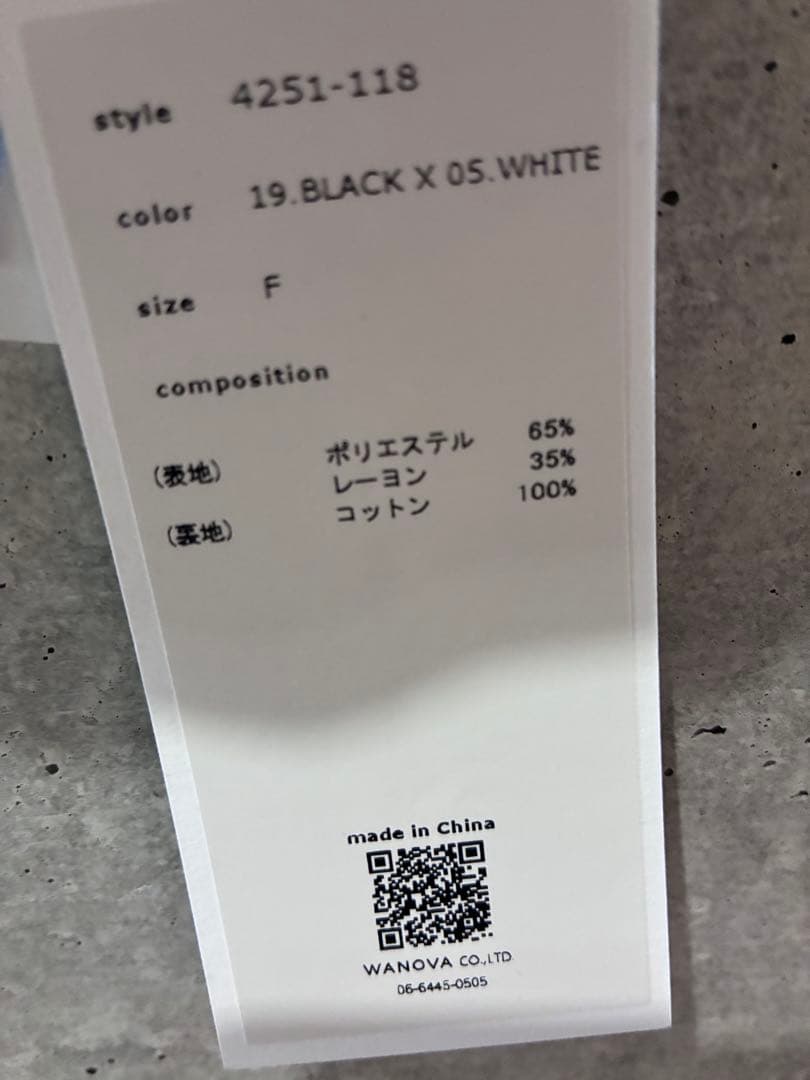 style 4251-118
color 19.BLACK X 05.WHITE
size F
composition
(表地) ポリエステル 65%
レーヨン 35%
(裏地) コットン 100%
made in China
WANOVA CO.,LTD.
06-6445-0505